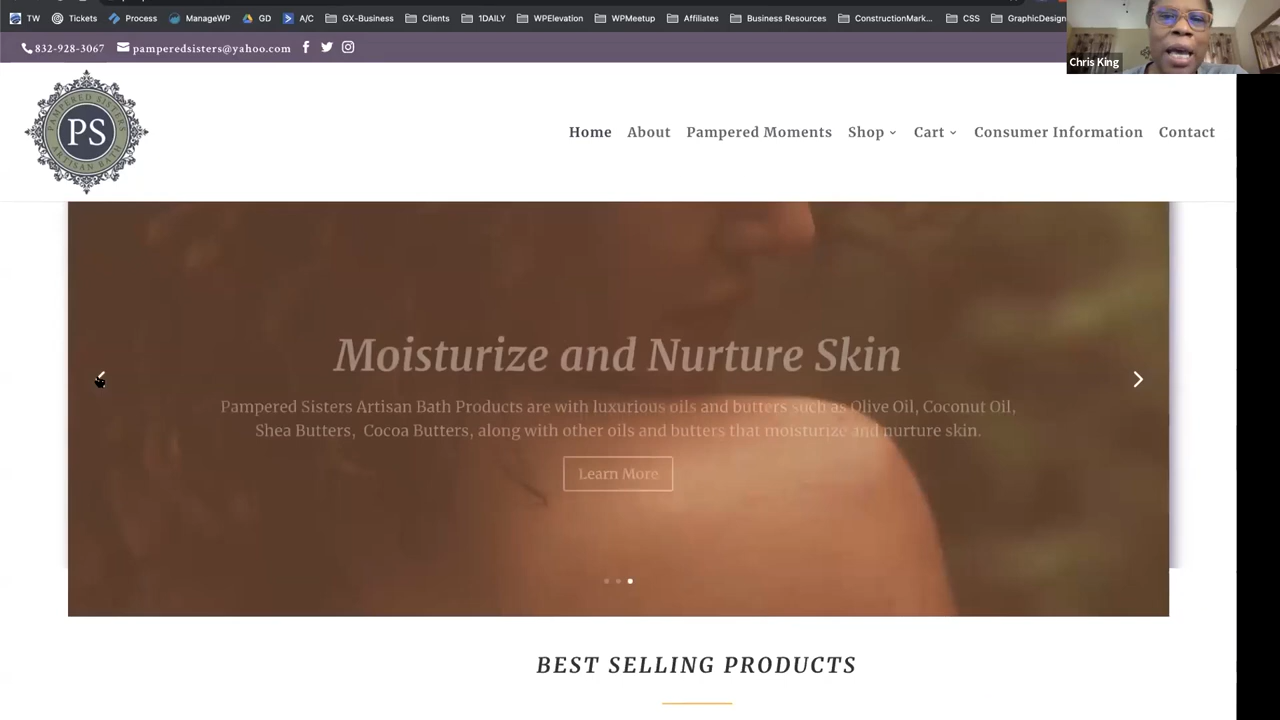 TW Tickets Process ManageWP GD A/C GX-Business Clients 1DAILY WPElevation WPMeetup Affiliates Business Resources ConstructionMark... CSS GraphicDesign
Chris King
832-928-3067 pamperedsisters@yahoo.com
PAMPERED SISTERS
PS
ARTISAN BATH
Home About Pampered Moments Shop Cart Consumer Information Contact
Moisturize and Nurture Skin
Pampered Sisters Artisan Bath Products are with luxurious oils and butters such as Olive Oil, Coconut Oil,
Shea Butters, Cocoa Butters, along with other oils and butters that moisturize and nurture skin.
Learn More
BEST SELLING PRODUCTS